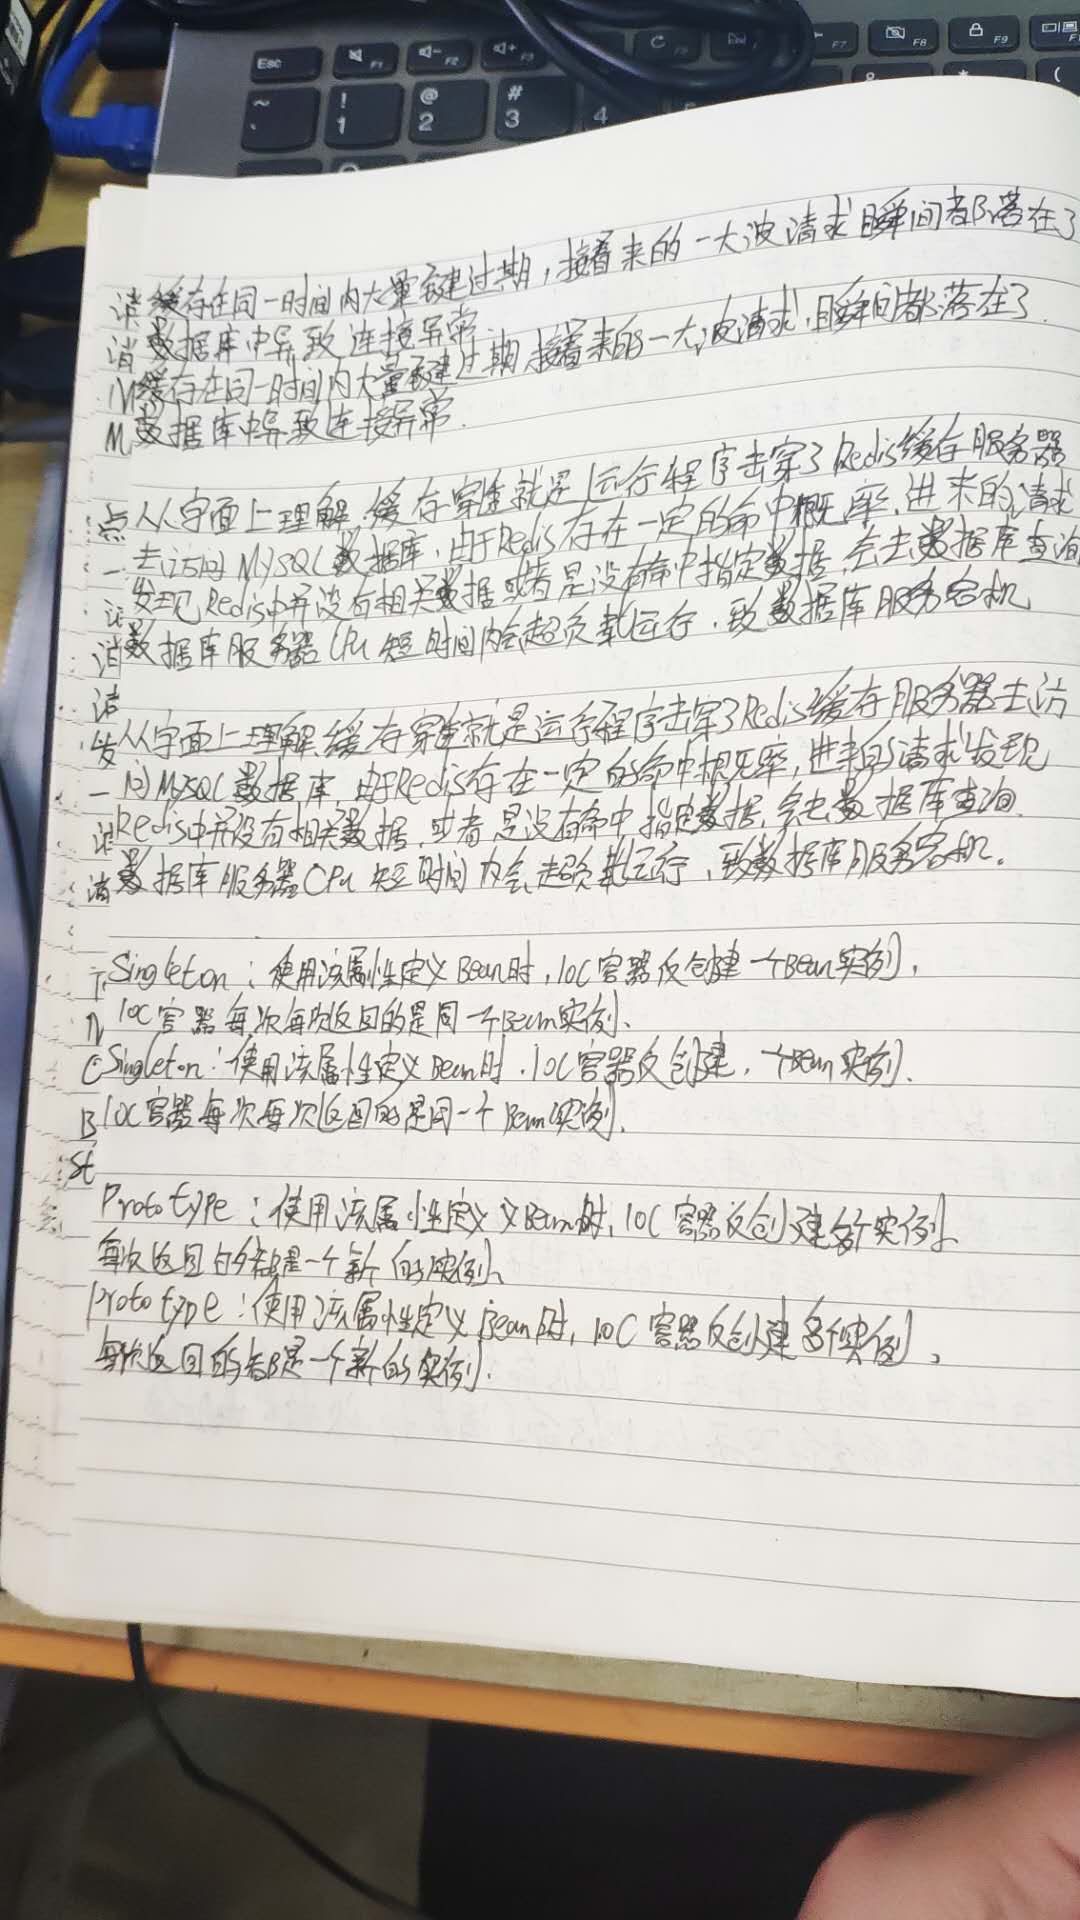 Esc F1 F2 F3 F7 F8 F9
~ ! 1 @ 2 # 3 4
缓存在同一时间内大量键过期，接着来的一大波请求瞬间都落在了
数据库中导致连接异常
缓存在同一时间内大量键过期，接着来的一大波请求，瞬间都落在了
数据库中导致连接异常.
从字面上理解,缓存穿透就是运行程序击穿了Redis缓存服务器
去访问MySQL数据库,由于Redis存在一定的命中概率,进来的请求
发现Redis中并没有相关数据或者是没有命中指定数据,会去数据库查询
数据库服务器CPU短时间内会超负载运行,致数据库服务宕机
从字面上理解,缓存穿透就是运行程序击穿了Redis缓存服务器去访
问MySQL数据库,由于Redis存在一定的命中概率,进来的请求发现
Redis中并没有相关数据,或者是没有命中指定数据,会去数据库查询.
数据库服务器CPU短时间内会超负载运行,致数据库服务宕机.
Singleton：使用该属性定义Bean时,IOC容器仅创建一个Bean实例,
IOC容器每次每次返回的是同一个Bean实例.
Singleton：使用该属性定义Bean时.IOC容器仅创建,一个Bean实例.
IOC容器每次每次返回的是同一个Bean实例.
Prototype：使用该属性定义义Bean时,IOC容器仅创建多个实例,
每次返回的都是一个新的实例.
Prototype：使用该属性定义Bean时,IOC容器仅创建多个实例,
每次返回的都是一个新的实例.